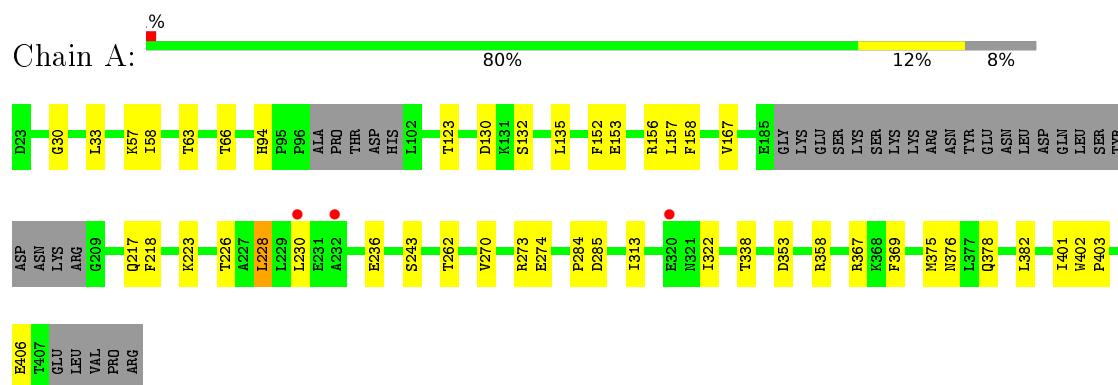 .%
Chain A:
80% 12% 8%
D23 G30 L33 K57 I58 T63 T66 H94 P95 P96 ALA PRO THR ASP HIS L102 T123 D130 K131 S132 L135 F152 E153 R156 L157 F158 V167 E185 GLY LYS GLU SER LYS SER LYS LYS ARG ASN TYR GLU ASN LEU ASP GLN LEU SER TYR
ASP ASN LYS ARG G209 Q217 F218 K223 T226 A227 L228 L229 L230 E231 A232 E236 S243 T262 V270 R273 E274 P284 D285 I313 E320 N321 I322 T338 D353 R358 R367 K368 F369 M375 N376 L377 Q378 L382 I401 W402 P403
E406 T407 GLU LEU VAL PRO ARG